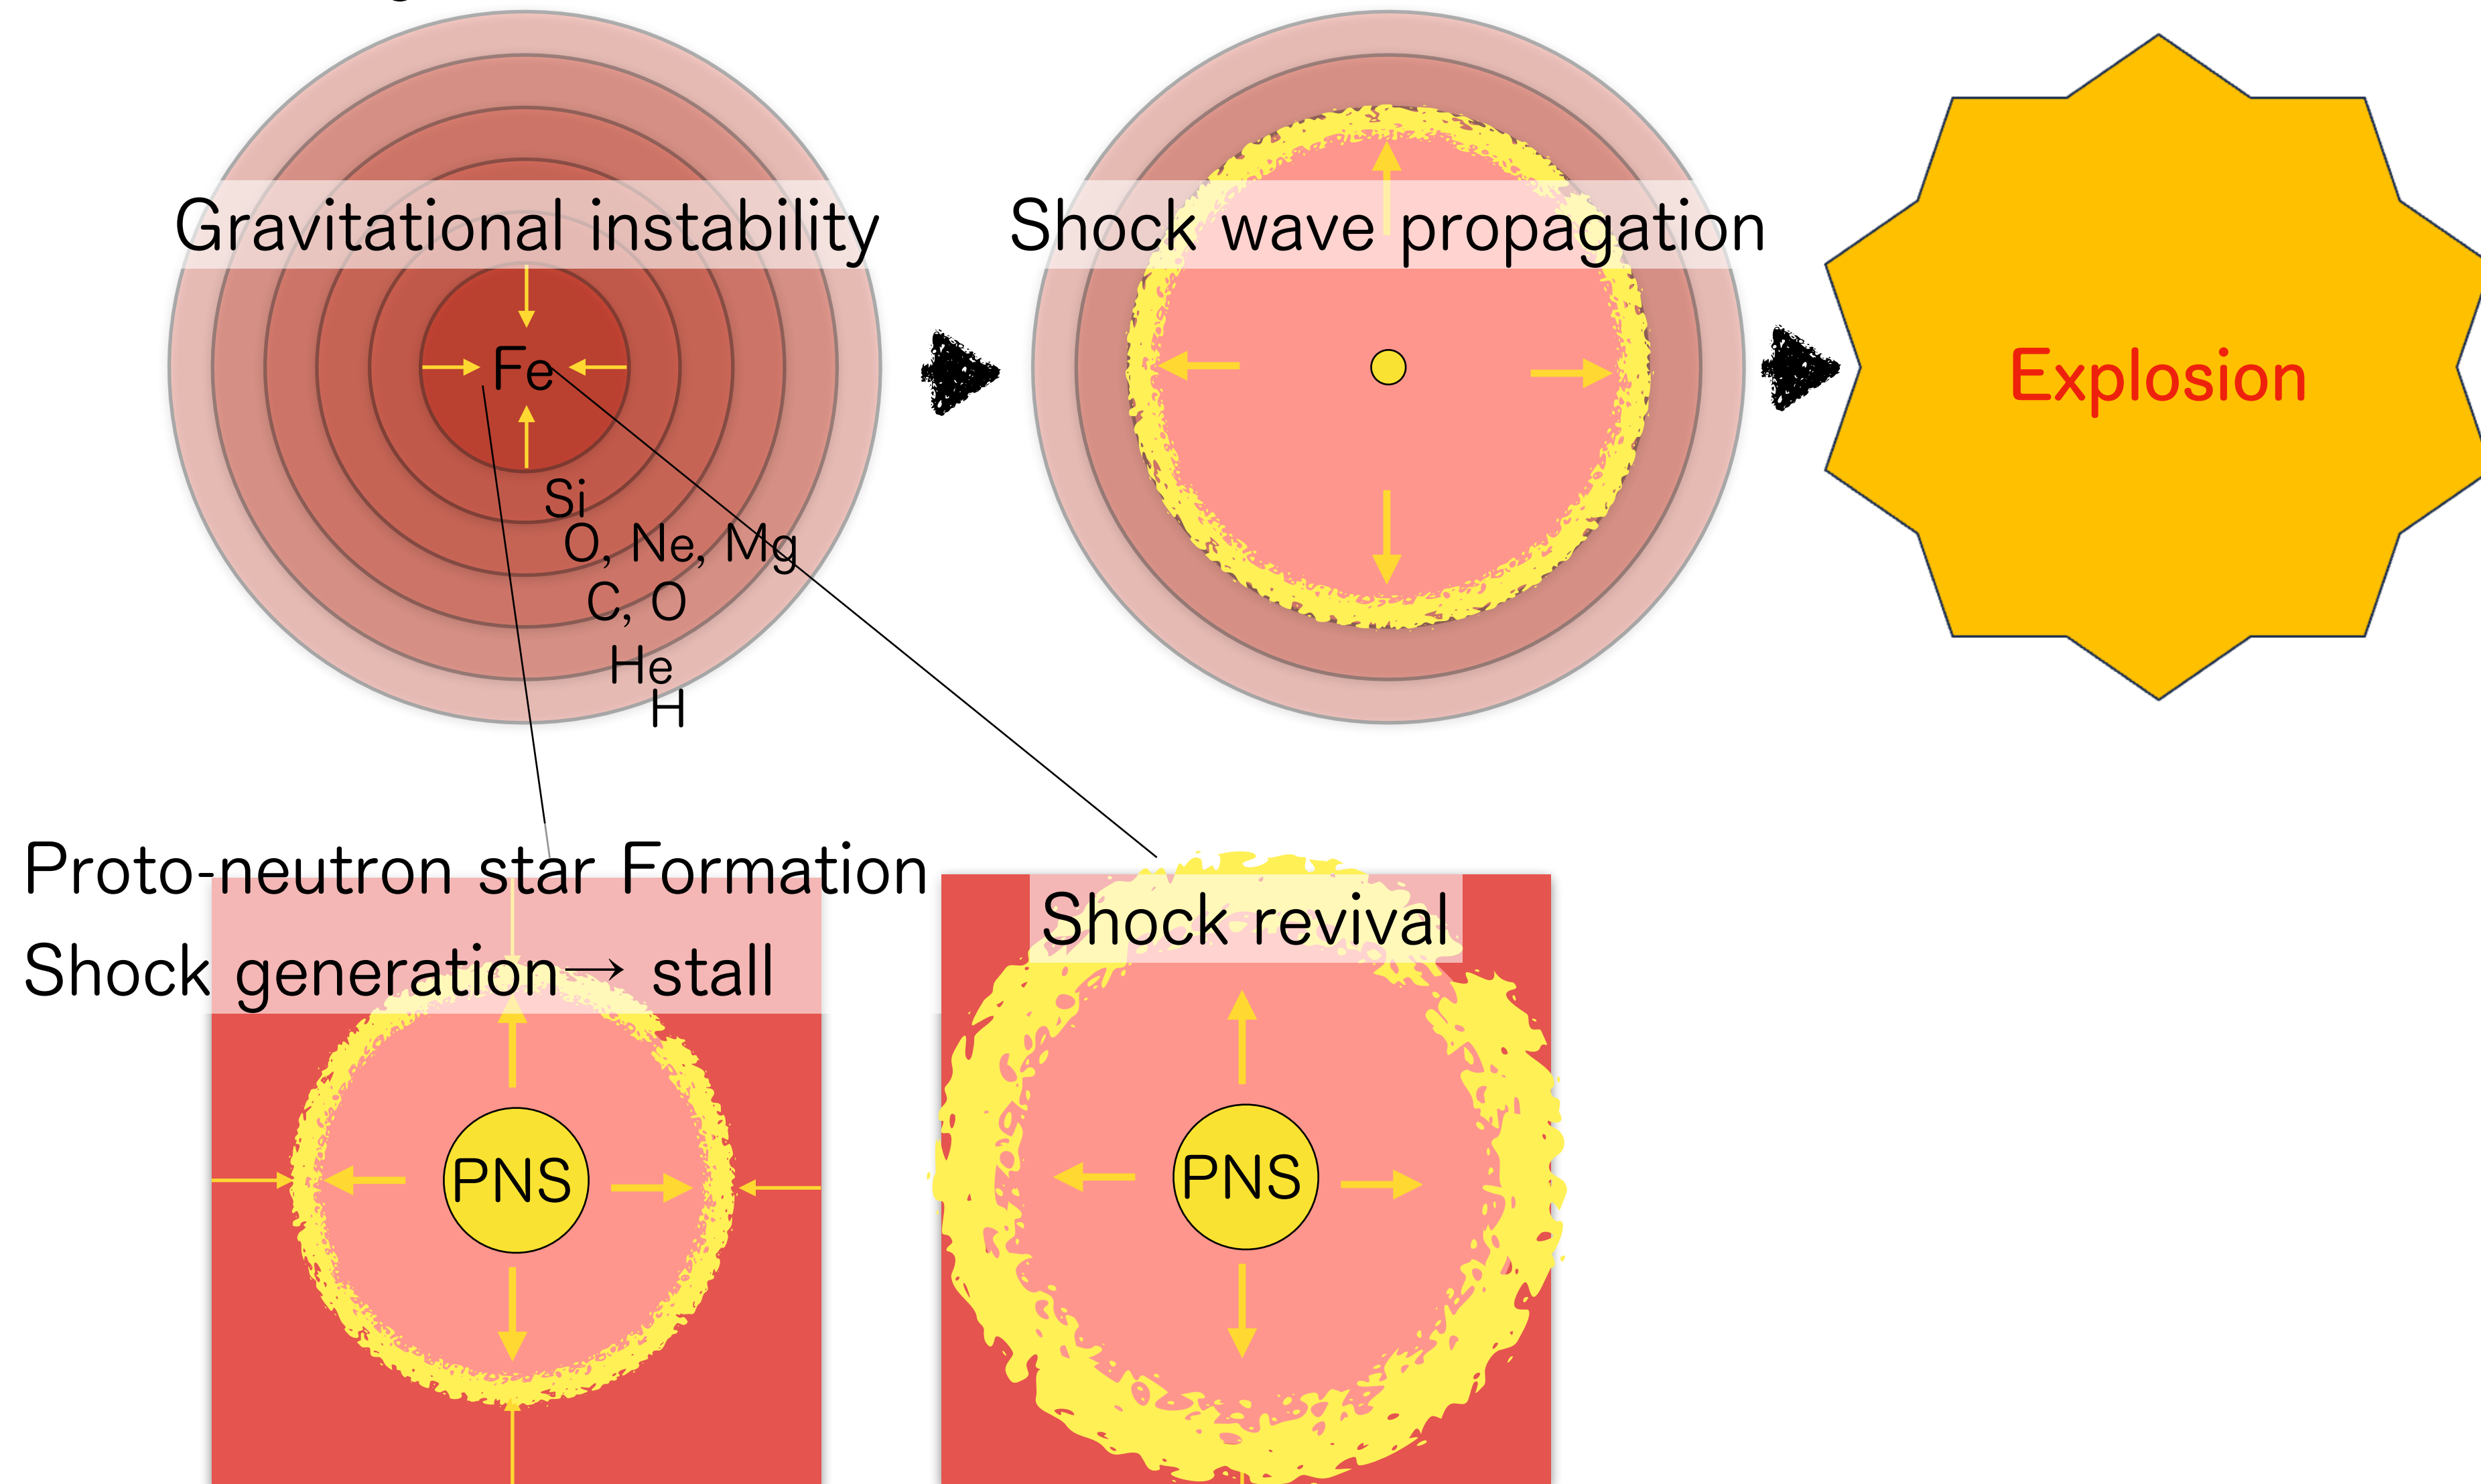 Gravitational instability
Shock wave propagation
Fe
Explosion
Si
O, Ne, Mg
C, O
He
H
Proto-neutron star Formation
Shock generation→ stall
Shock revival
PNS
PNS